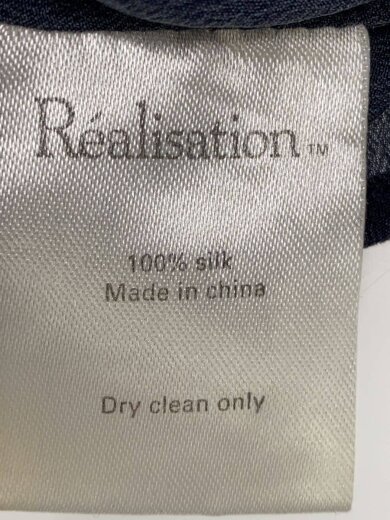 Réalisation™
100% silk
Made in china
Dry clean only